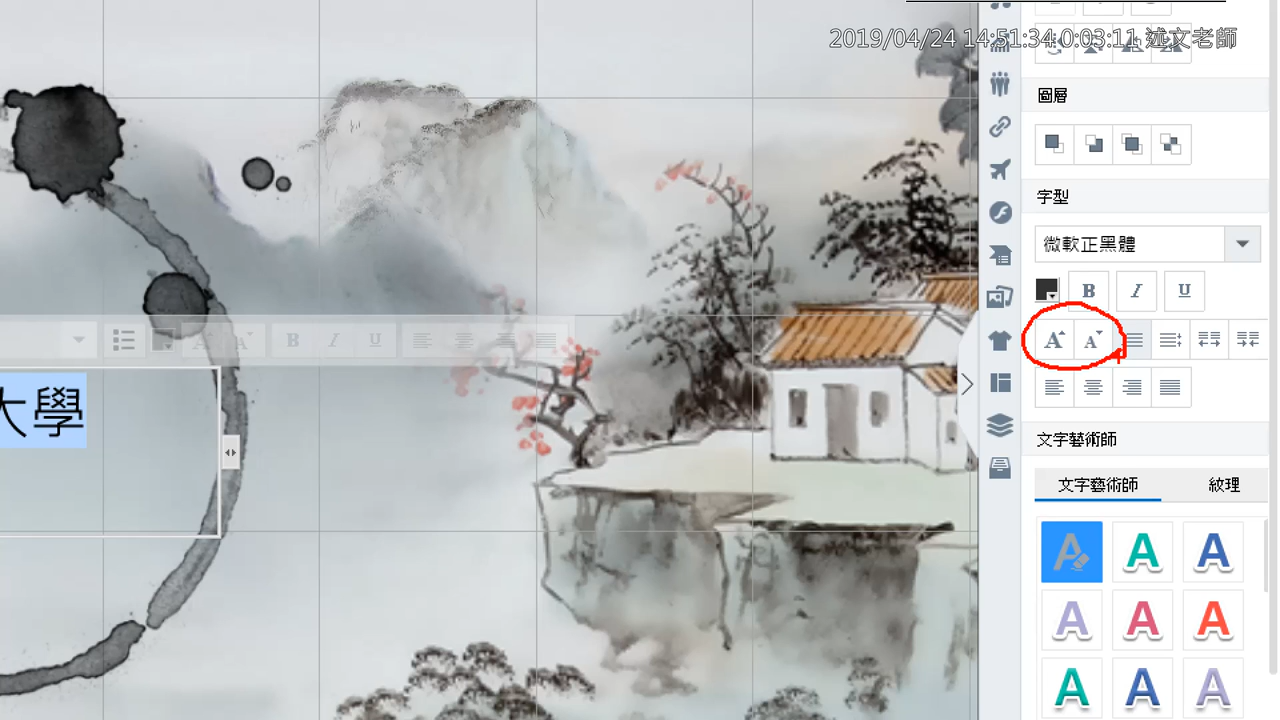 2019/04/24 14:51:34 0:03:11 述文老師
圖層
字型
微軟正黑體
B I U
B I U
A A
大學
文字藝術師
文字藝術師 紋理
A A A
A A A
A A A